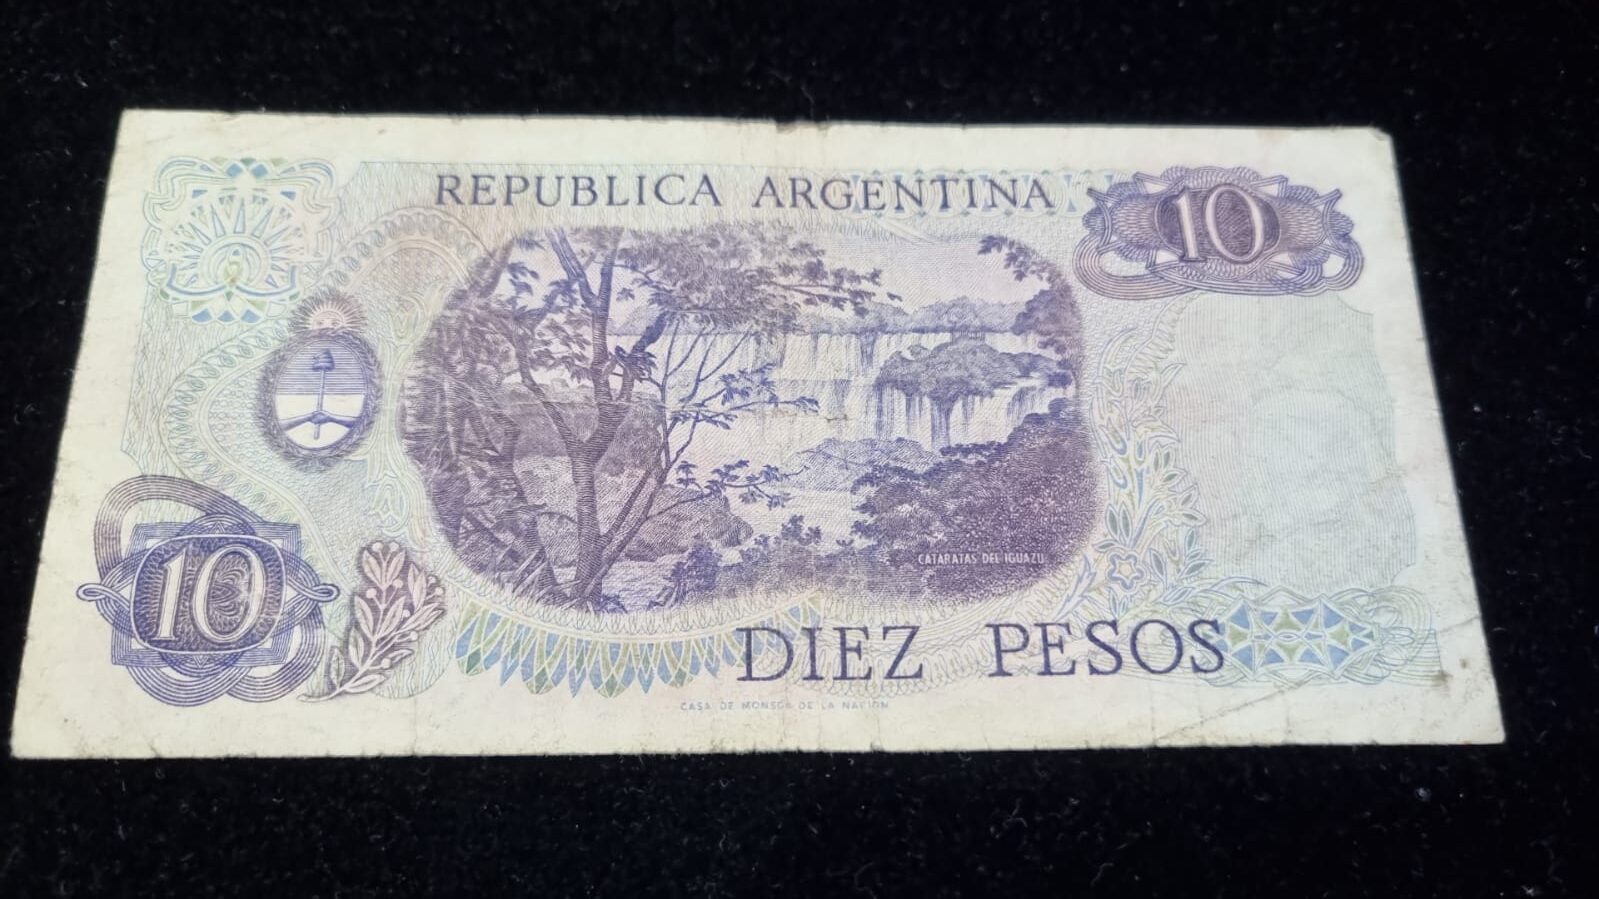 REPUBLICA ARGENTINA
10
CATARATAS DEL IGUAZU
10
DIEZ PESOS
CASA DE MONEDA DE LA NACION